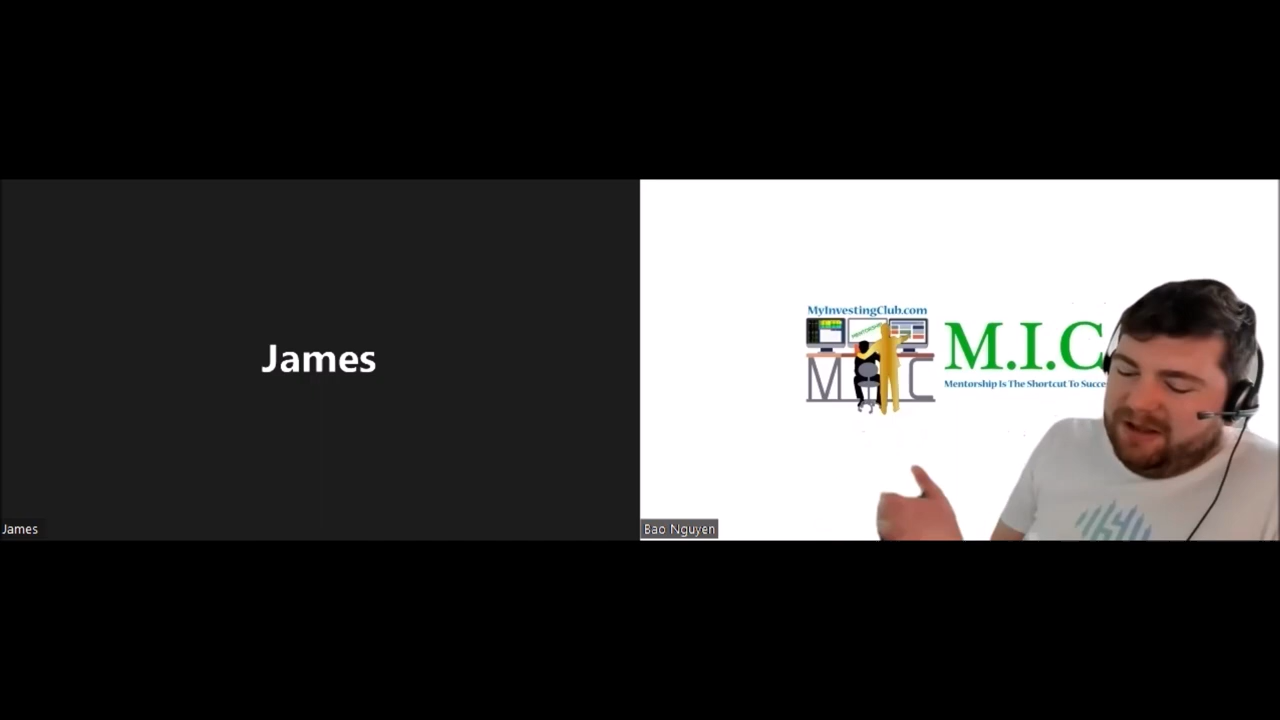 James
James
MyInvestingClub.com
M I C
M.I.C
Mentorship Is The Shortcut To Succe
Bao Nguyen